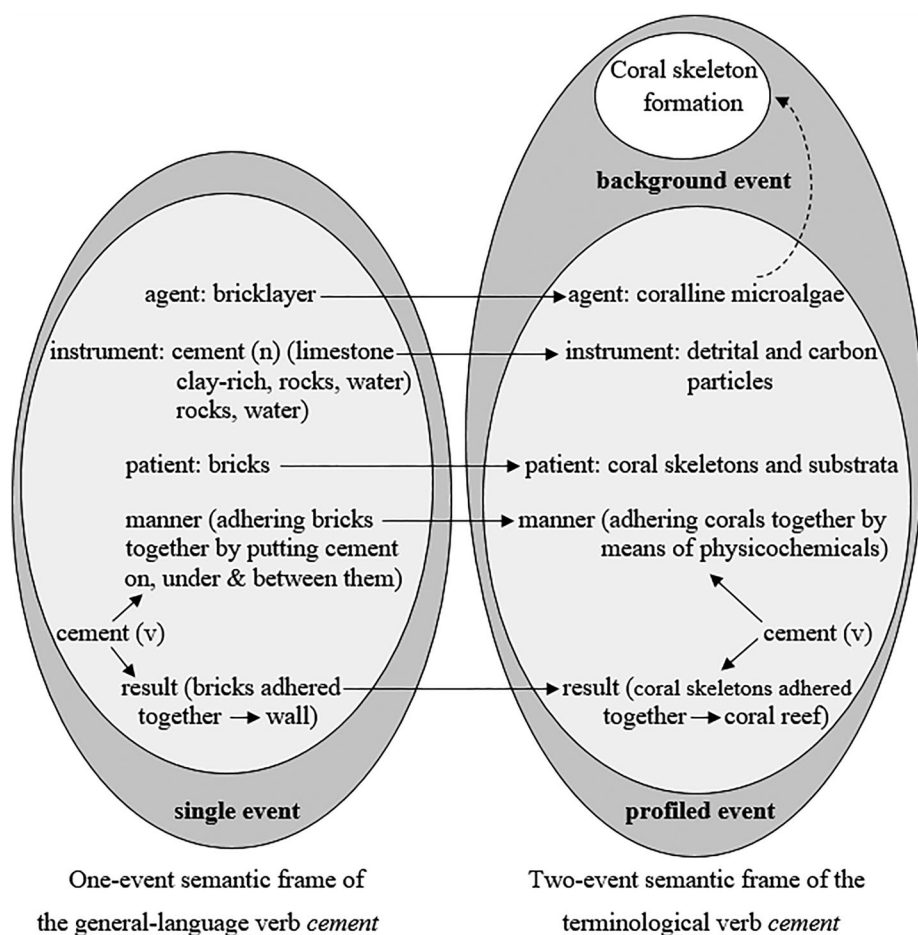 Coral skeleton
formation
background event
agent: bricklayer
instrument: cement (n) (limestone
clay-rich, rocks, water)
rocks, water)
patient: bricks
manner (adhering bricks
together by putting cement
on, under & between them)
cement (v)
result (bricks adhered
together → wall)
single event
agent: coralline microalgae
instrument: detrital and carbon
particles
patient: coral skeletons and substrata
manner (adhering corals together by
means of physicochemicals)
cement (v)
result (coral skeletons adhered
together → coral reef)
profiled event
One-event semantic frame of
the general-language verb cement
Two-event semantic frame of the
terminological verb cement